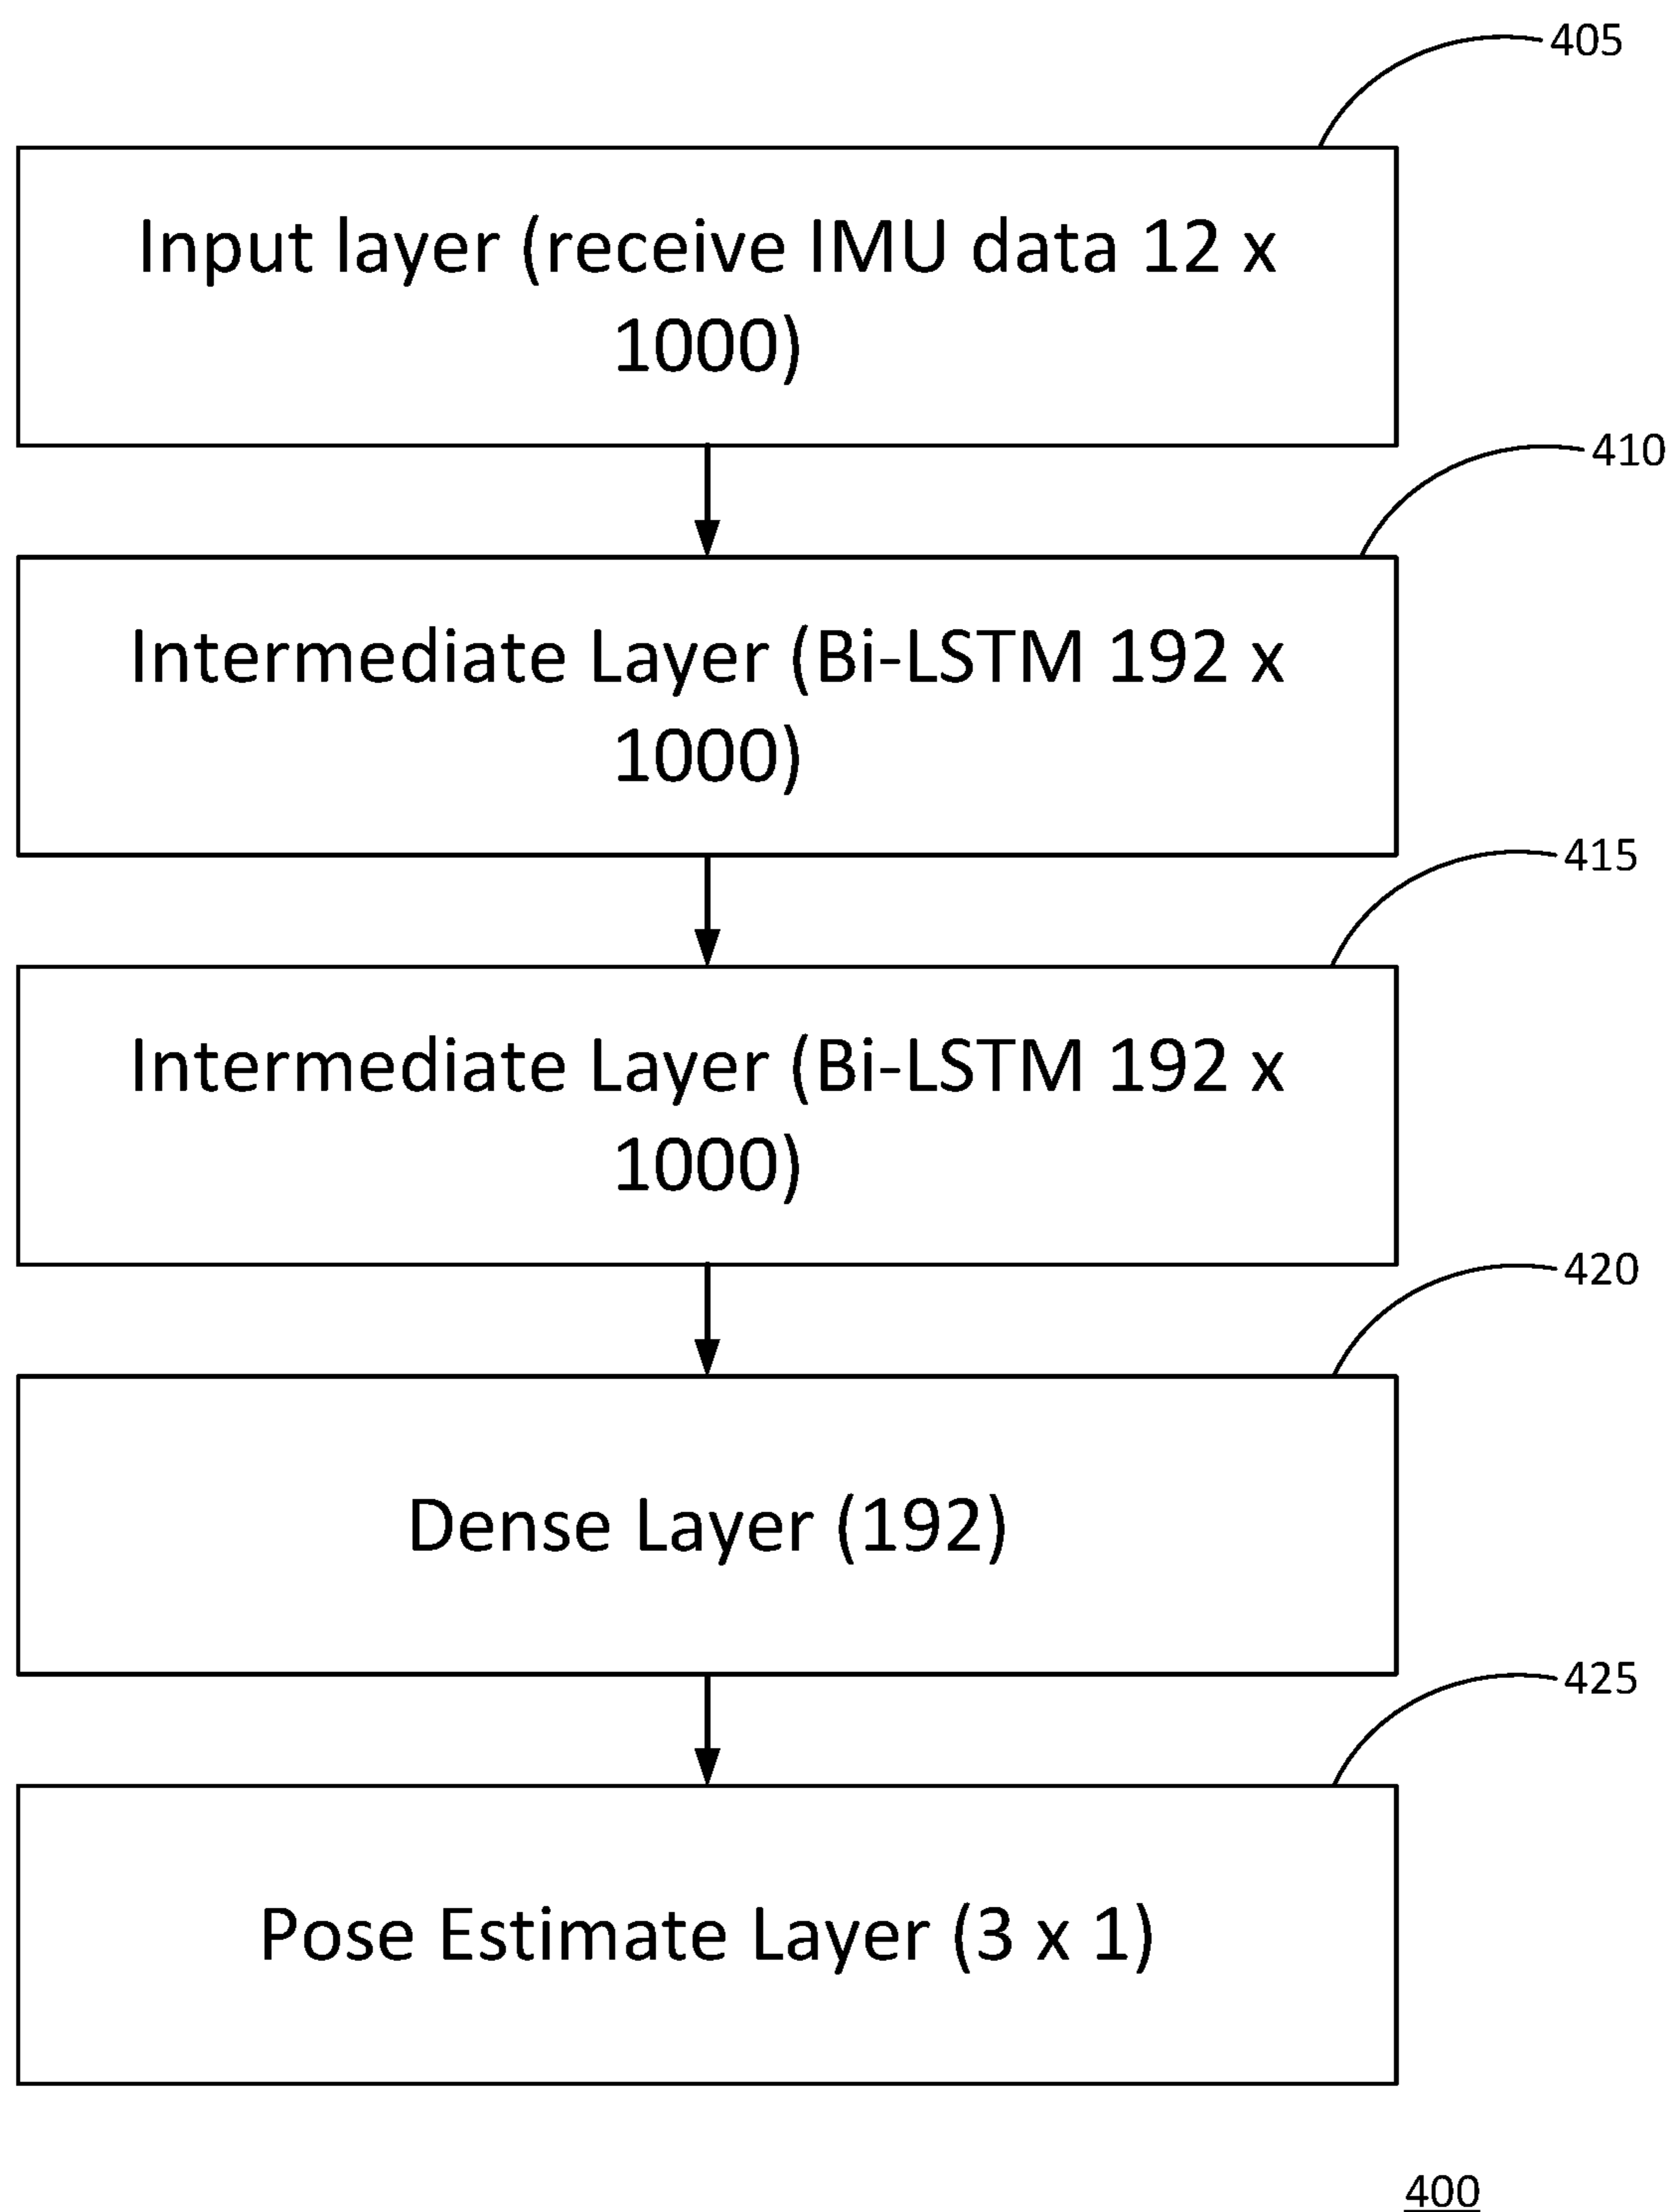 405
Input layer (receive IMU data 12 x
1000)
410
Intermediate Layer (Bi-LSTM 192 x
1000)
415
Intermediate Layer (Bi-LSTM 192 x
1000)
420
Dense Layer (192)
425
Pose Estimate Layer (3 x 1)
400